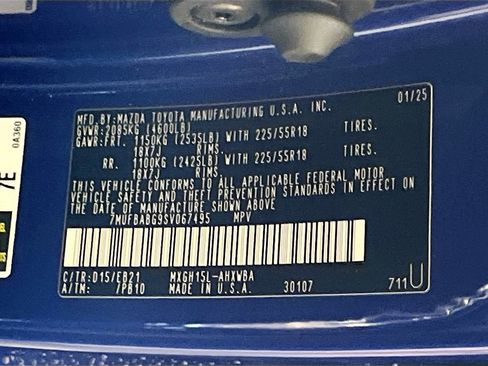 MFD.BY:MAZDA TOYOTA MANUFACTURING U.S.A. INC. 01/25
GVWR:2085KG (4600LB)
GAWR:FRT. 1150KG (2535LB) WITH 225/55R18 TIRES.
18X7J RIMS.
RR. 1100KG (2425LB) WITH 225/55R18 TIRES.
18X7J RIMS.
THIS VEHICLE CONFORMS TO ALL APPLICABLE FEDERAL MOTOR
VEHICLE SAFETY AND THEFT PREVENTION STANDARDS IN EFFECT ON
THE DATE OF MANUFACTURE SHOWN ABOVE.
7MUFBABG9SV067495 MPV
C/TR:D15/EB21 MXGH15L-AHXWBA
A/TM: /PB10 MADE IN U.S.A. 30107 711U
0A360
7E